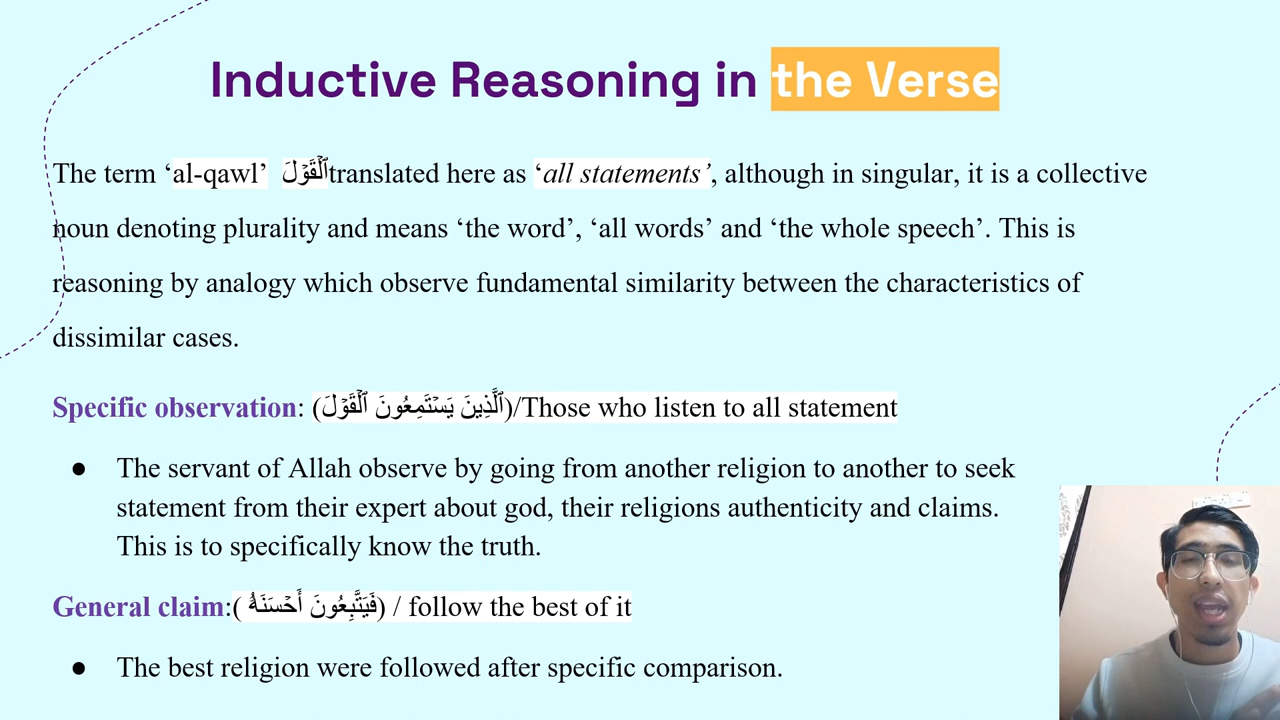 Inductive Reasoning in the Verse
The term ‘al-qawl’ ٱلۡقَوۡلَ translated here as ‘all statements’, although in singular, it is a collective
noun denoting plurality and means ‘the word’, ‘all words’ and ‘the whole speech’. This is
reasoning by analogy which observe fundamental similarity between the characteristics of
dissimilar cases.
Specific observation: (ٱلَّذِينَ يَسۡتَمِعُونَ ٱلۡقَوۡلَ)/Those who listen to all statement
● The servant of Allah observe by going from another religion to another to seek
statement from their expert about god, their religions authenticity and claims.
This is to specifically know the truth.
General claim:( فَيَتَّبِعُونَ أَحۡسَنَهُۥٓ) / follow the best of it
● The best religion were followed after specific comparison.